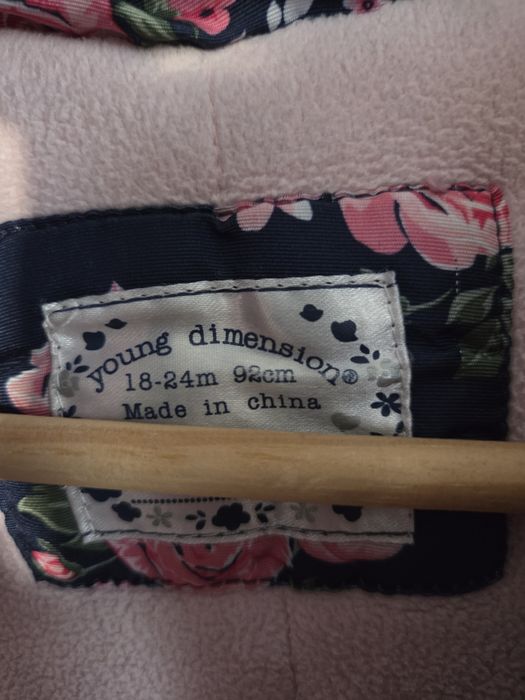 young dimension®
18-24m 92cm
Made in china